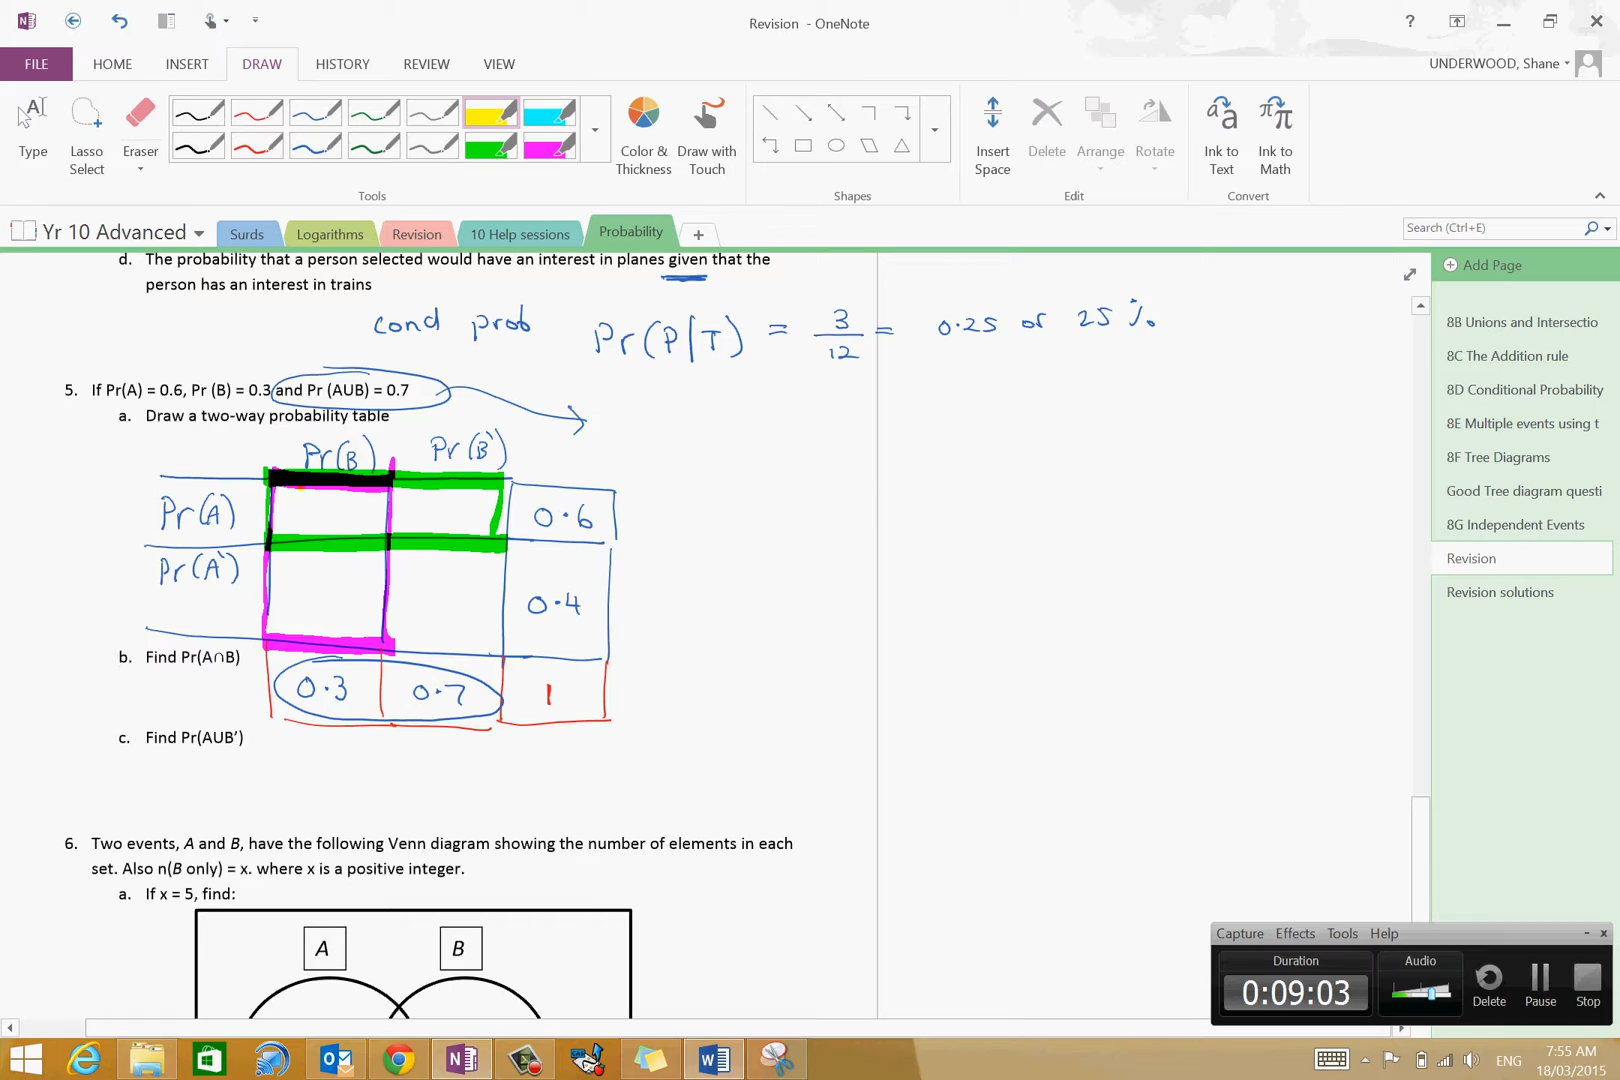 Revision - OneNote
FILE HOME INSERT DRAW HISTORY REVIEW VIEW
UNDERWOOD, Shane
Type
Lasso Select
Eraser
Color & Thickness
Draw with Touch
Insert Space
Delete
Arrange
Rotate
Ink to Text
Ink to Math
Tools
Shapes
Edit
Convert
Yr 10 Advanced
Surds
Logarithms
Revision
10 Help sessions
Probability
Search (Ctrl+E)
Add Page
8B Unions and Intersectio
8C The Addition rule
8D Conditional Probability
8E Multiple events using t
8F Tree Diagrams
Good Tree diagram questi
8G Independent Events
Revision
Revision solutions
d. The probability that a person selected would have an interest in planes given that the
person has an interest in trains
cond prob Pr(P|T) = 3/12 = 0.25 or 25 %
5. If Pr(A) = 0.6, Pr (B) = 0.3 and Pr (AUB) = 0.7
a. Draw a two-way probability table
Pr(B) Pr(B')
Pr(A) 0.6
Pr(A') 0.4
b. Find Pr(A∩B)
0.3 0.7 1
c. Find Pr(AUB’)
6. Two events, A and B, have the following Venn diagram showing the number of elements in each
set. Also n(B only) = x. where x is a positive integer.
a. If x = 5, find:
A B
Capture Effects Tools Help
Duration
0:09:03
Audio
Delete
Pause
Stop
ENG
7:55 AM
18/03/2015